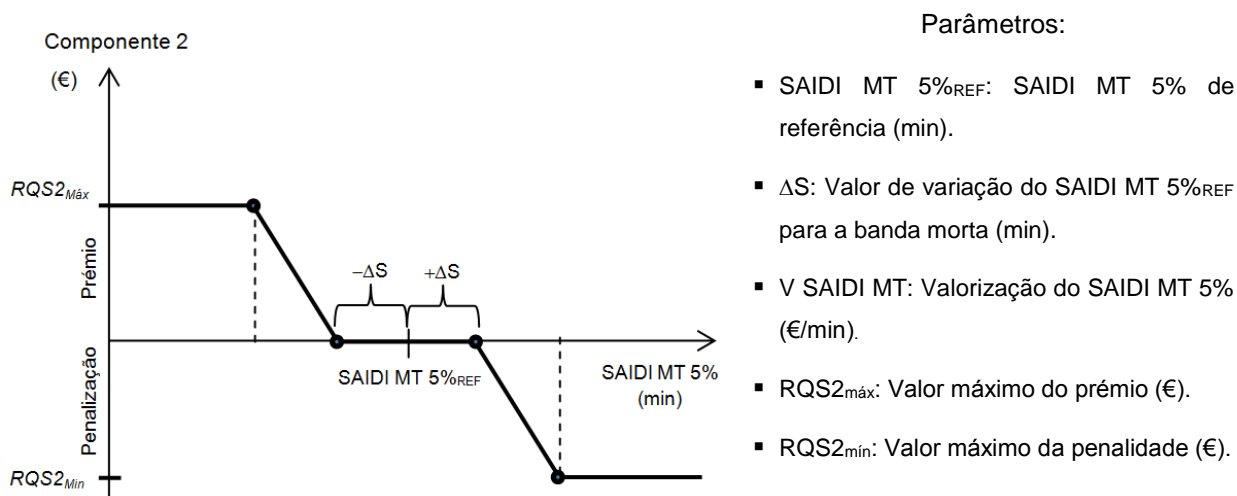 Componente 2
(€)
RQS2Máx
Prémio
Penalização
RQS2Min
−ΔS
+ΔS
SAIDI MT 5%REF
SAIDI MT 5%
(min)
Parâmetros:
▪ SAIDI MT 5%REF: SAIDI MT 5% de
referência (min).
▪ ΔS: Valor de variação do SAIDI MT 5%REF
para a banda morta (min).
▪ V SAIDI MT: Valorização do SAIDI MT 5%
(€/min).
▪ RQS2máx: Valor máximo do prémio (€).
▪ RQS2mín: Valor máximo da penalidade (€).